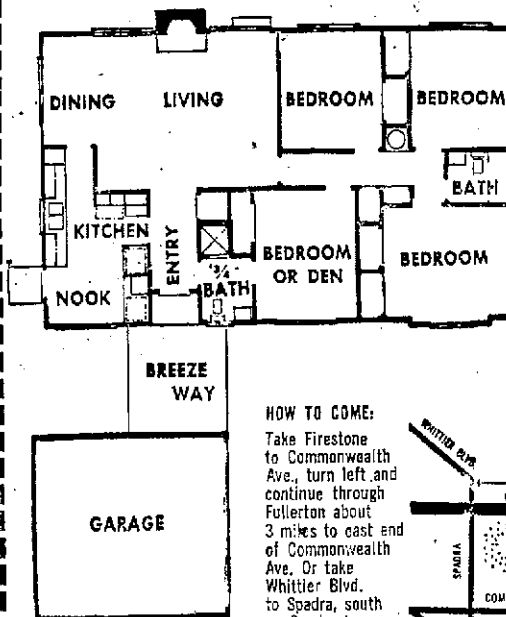 DINING
LIVING
BEDROOM
BEDROOM
BATH
KITCHEN
ENTRY
3/4
BATH
BEDROOM
OR DEN
BEDROOM
NOOK
BREEZE
WAY
GARAGE
HOW TO COME:
Take Firestone
to Commonwealth
Ave., turn left and
continue through
Fullerton about
3 miles to east end
of Commonwealth
Ave. Or take
Whittier Blvd.
to Spadra, south
WHITTIER BLVD.
SPADRA
COM